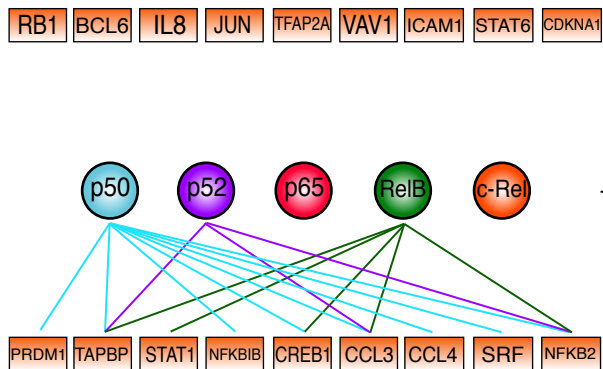 RB1 BCL6 IL8 JUN TFAP2A VAV1 ICAM1 STAT6 CDKNA1
p50 p52 p65 RelB c-Rel
PRDM1 TAPBP STAT1 NFKBIB CREB1 CCL3 CCL4 SRF NFKB2